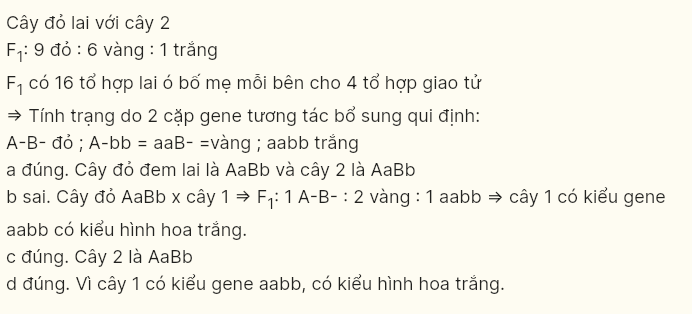 Cây đỏ lai với cây 2
F₁: 9 đỏ : 6 vàng : 1 trắng
F₁ có 16 tổ hợp lai ó bố mẹ mỗi bên cho 4 tổ hợp giao tử
⇒ Tính trạng do 2 cặp gene tương tác bổ sung qui định:
A-B- đỏ ; A-bb = aaB- =vàng ; aabb trắng
a đúng. Cây đỏ đem lai là AaBb và cây 2 là AaBb
b sai. Cây đỏ AaBb x cây 1 ⇒ F₁: 1 A-B- : 2 vàng : 1 aabb ⇒ cây 1 có kiểu gene
aabb có kiểu hình hoa trắng.
c đúng. Cây 2 là AaBb
d đúng. Vì cây 1 có kiểu gene aabb, có kiểu hình hoa trắng.